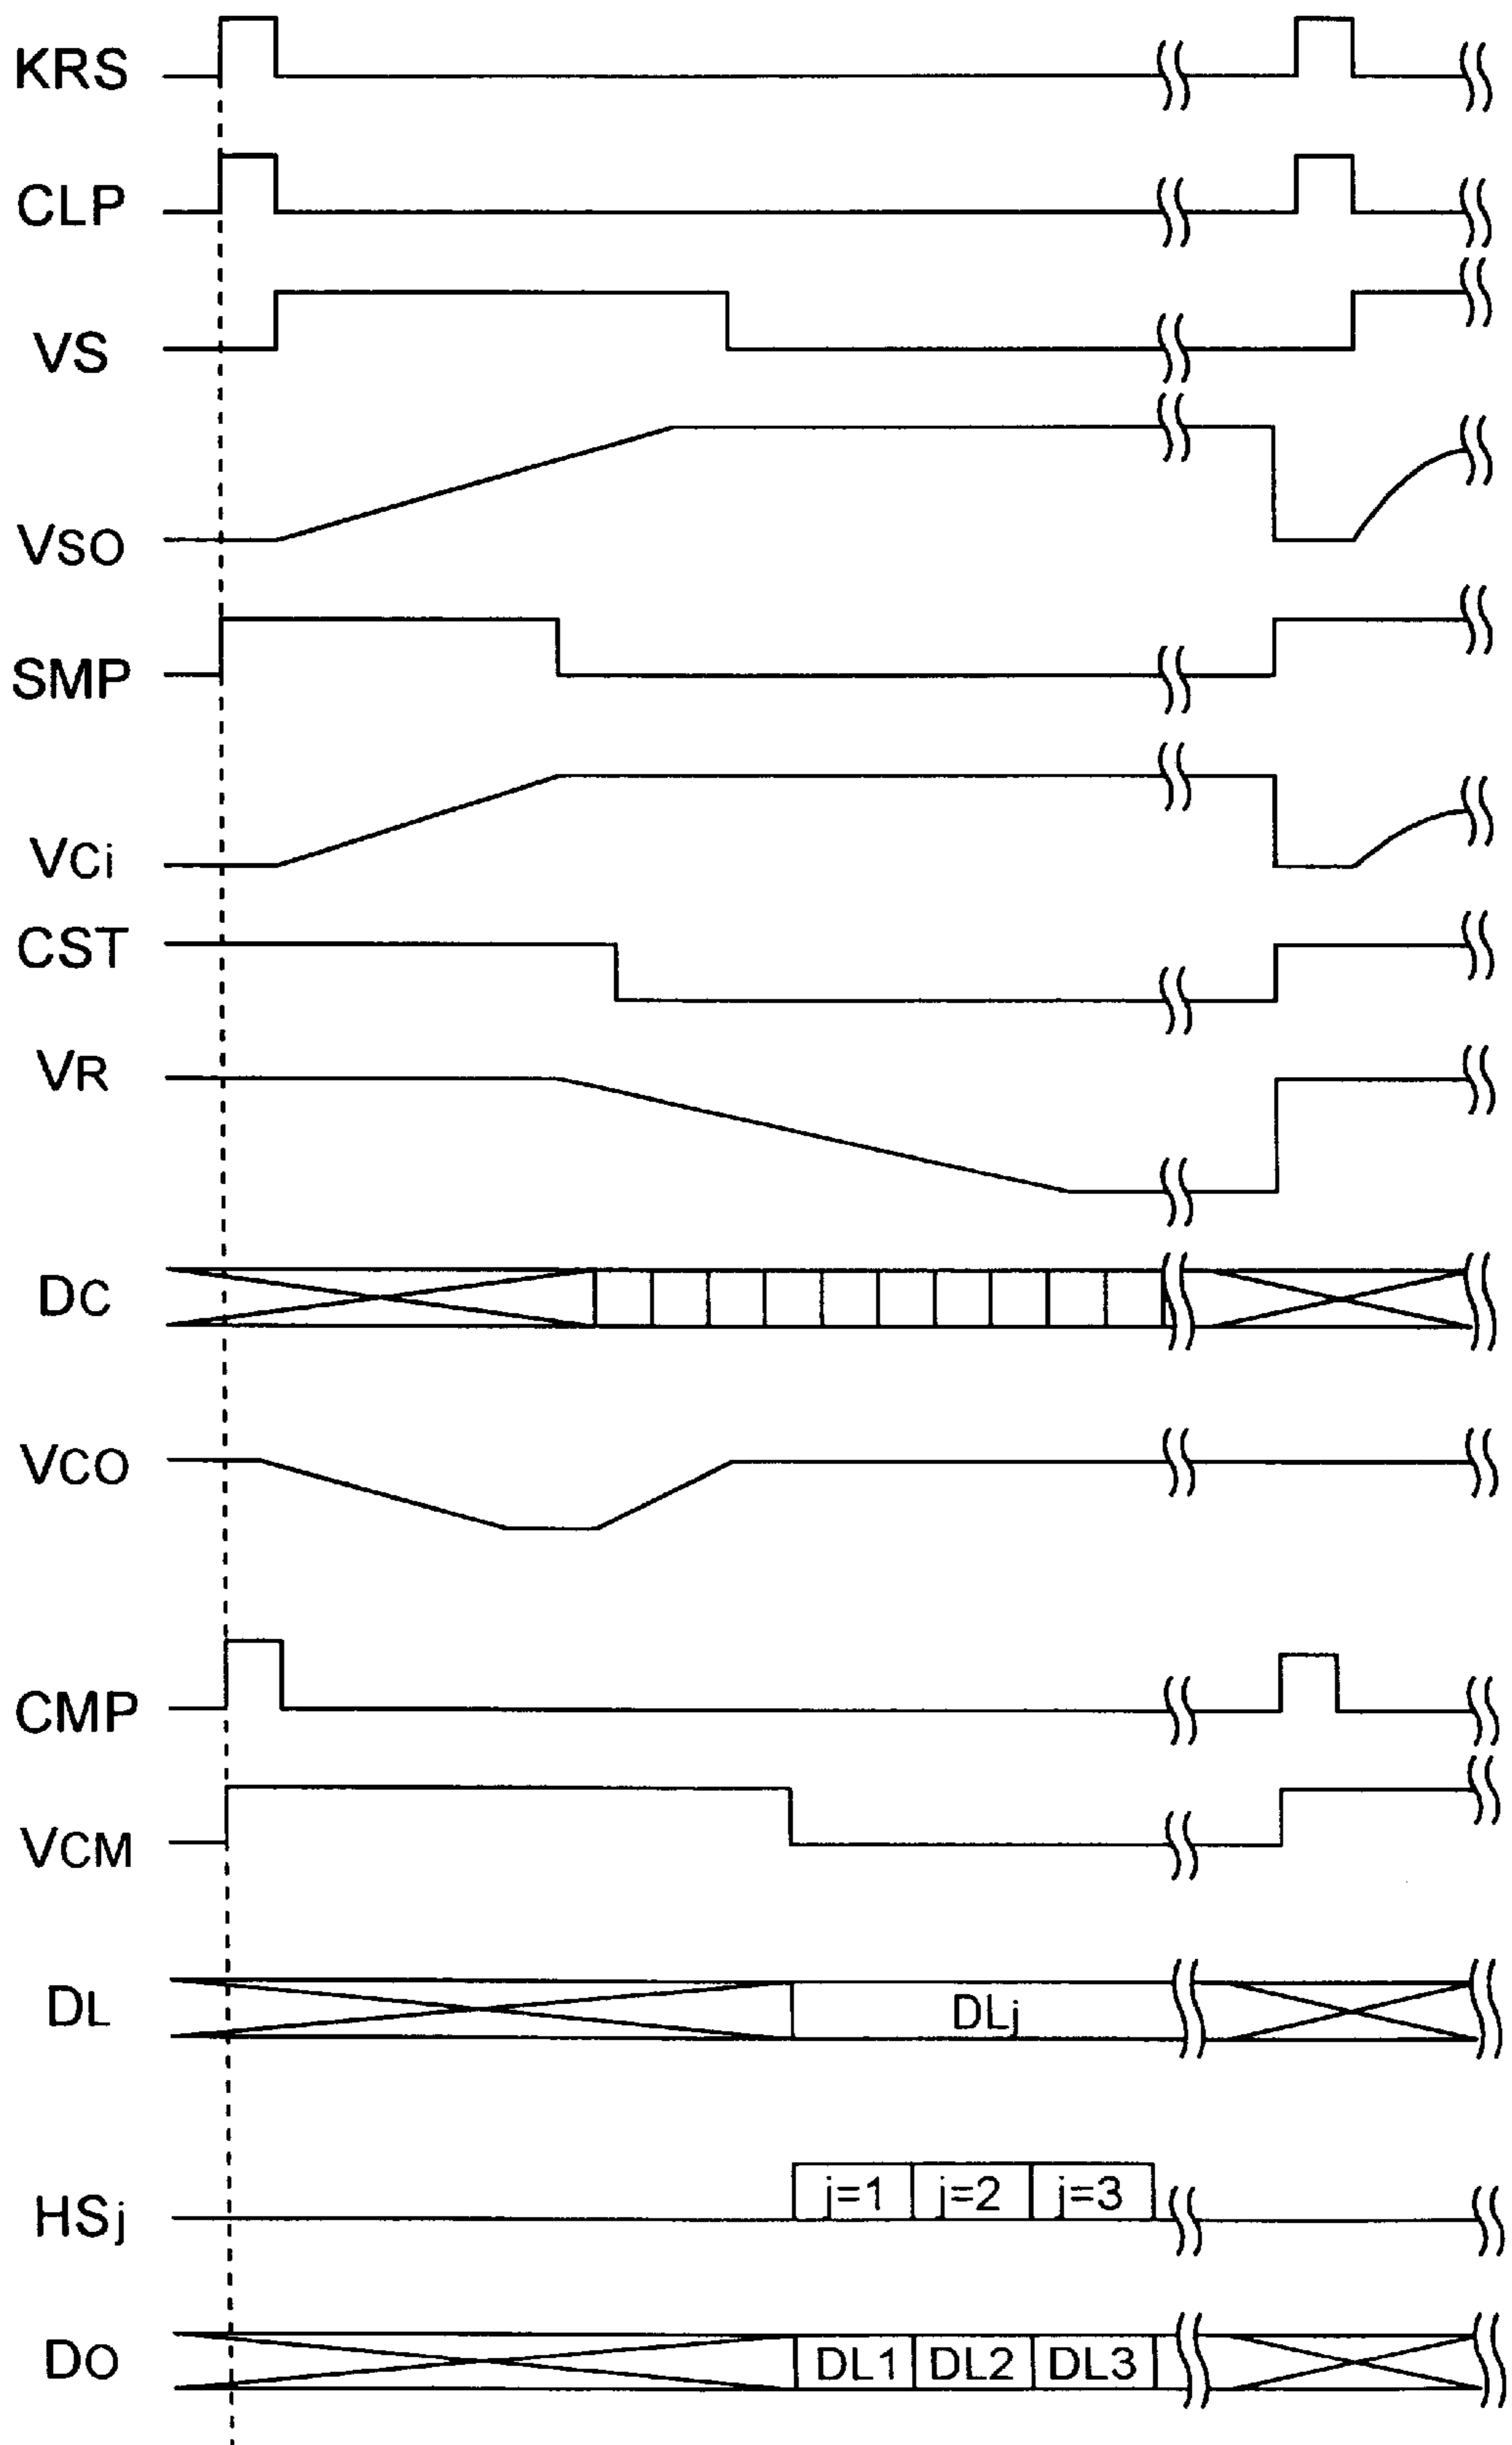 KRS
CLP
VS
VSO
SMP
VCi
CST
VR
DC
VCO
CMP
VCM
DL
DLj
HSj
j=1 j=2 j=3
DO
DL1 DL2 DL3